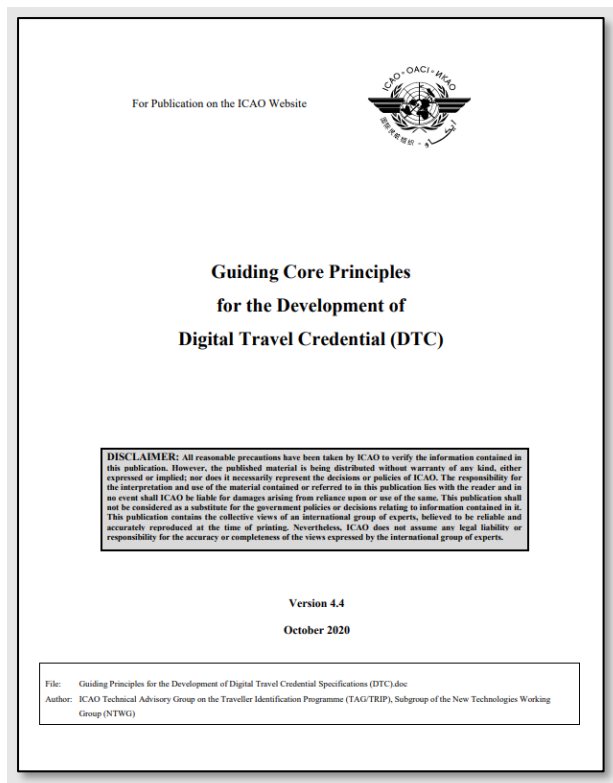 For Publication on the ICAO Website
ICAO · OACI · ИКАО
国际民航组织
إيكاو
Guiding Core Principles
for the Development of
Digital Travel Credential (DTC)
DISCLAIMER: All reasonable precautions have been taken by ICAO to verify the information contained in
this publication. However, the published material is being distributed without warranty of any kind, either
expressed or implied; nor does it necessarily represent the decisions or policies of ICAO. The responsibility for
the interpretation and use of the material contained or referred to in this publication lies with the reader and in
no event shall ICAO be liable for damages arising from reliance upon or use of the same. This publication shall
not be considered as a substitute for the government policies or decisions relating to information contained in it.
This publication contains the collective views of an international group of experts, believed to be reliable and
accurately reproduced at the time of printing. Nevertheless, ICAO does not assume any legal liability or
responsibility for the accuracy or completeness of the views expressed by the international group of experts.
Version 4.4
October 2020
File: Guiding Principles for the Development of Digital Travel Credential Specifications (DTC).doc
Author: ICAO Technical Advisory Group on the Traveller Identification Programme (TAG/TRIP), Subgroup of the New Technologies Working
Group (NTWG)